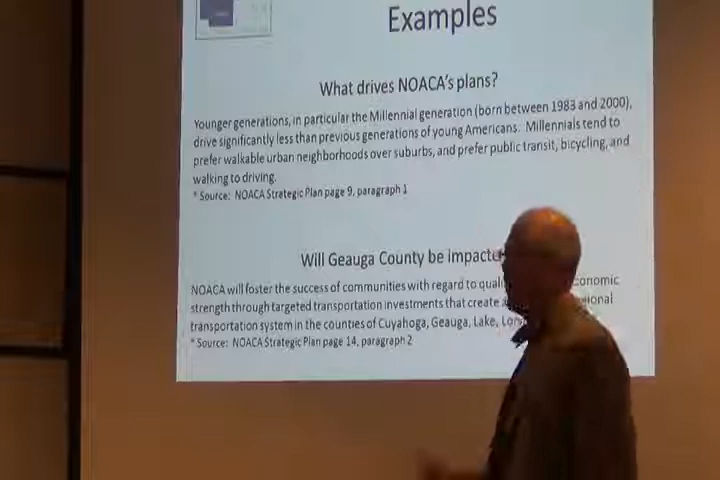 Examples
What drives NOACA's plans?
Younger generations, in particular the Millennial generation (born between 1983 and 2000),
drive significantly less than previous generations of young Americans. Millennials tend to
prefer walkable urban neighborhoods over suburbs, and prefer public transit, bicycling, and
walking to driving.
* Source: NOACA Strategic Plan page 9, paragraph 1
Will Geauga County be impacte
NOACA will foster the success of communities with regard to qual conomic
strength through targeted transportation investments that create
transportation system in the counties of Cuyahoga, Geauga, Lake,
* Source: NOACA Strategic Plan page 14, paragraph 2